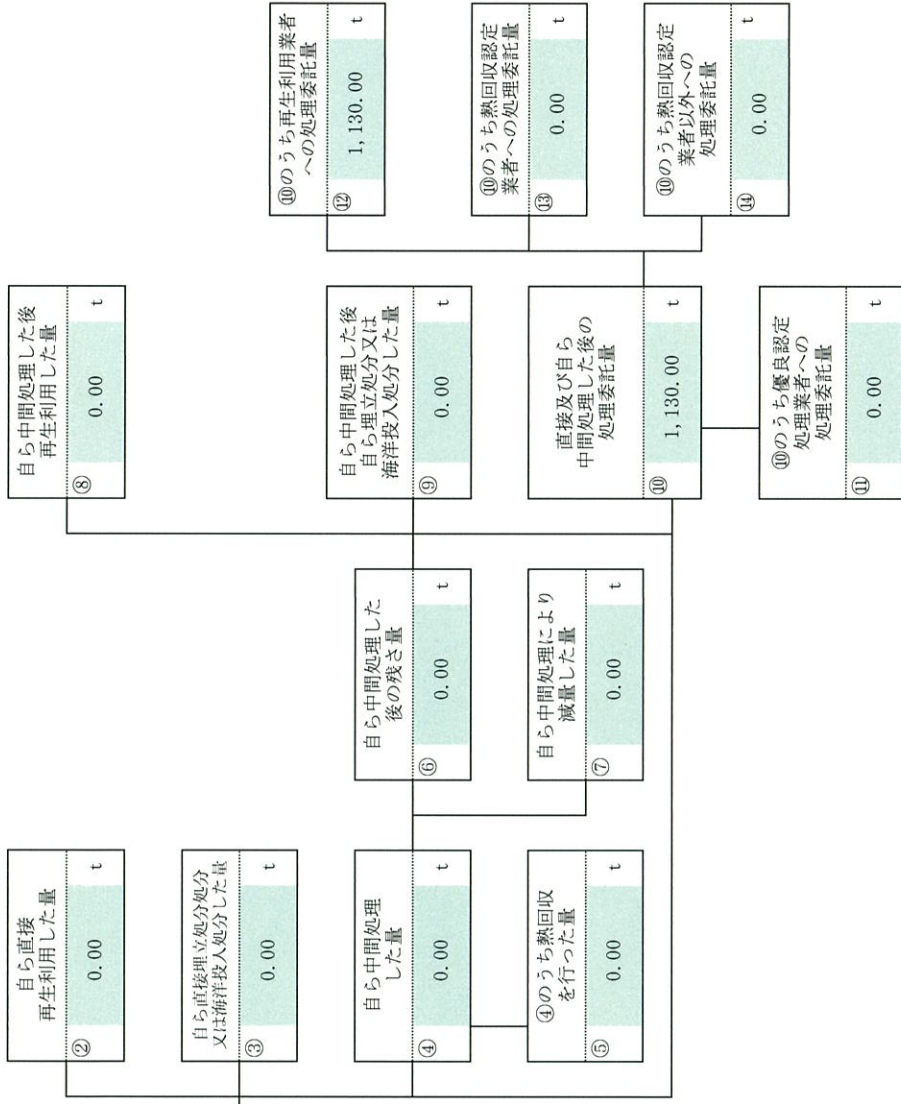 自ら直接
再生利用した量
② 0.00 t
自ら直接埋立処分処分
又は海洋投入処分した量
③ 0.00 t
自ら中間処理
した量
④ 0.00 t
④のうち熱回収
を行った量
⑤ 0.00 t
自ら中間処理した
後の残さ量
⑥ 0.00 t
自ら中間処理により
減量した量
⑦ 0.00 t
自ら中間処理した後
再生利用した量
⑧ 0.00 t
自ら中間処理した後
自ら埋立処分又は
海洋投入処分した量
⑨ 0.00 t
直接及び自ら
中間処理した後の
処理委託量
⑩ 1,130.00 t
⑩のうち優良認定
処理業者への
処理委託量
⑪ 0.00 t
⑩のうち再生利用業者
への処理委託量
⑫ 1,130.00 t
⑩のうち熱回収認定
業者への処理委託量
⑬ 0.00 t
⑩のうち熱回収認定
業者以外への
処理委託量
⑭ 0.00 t